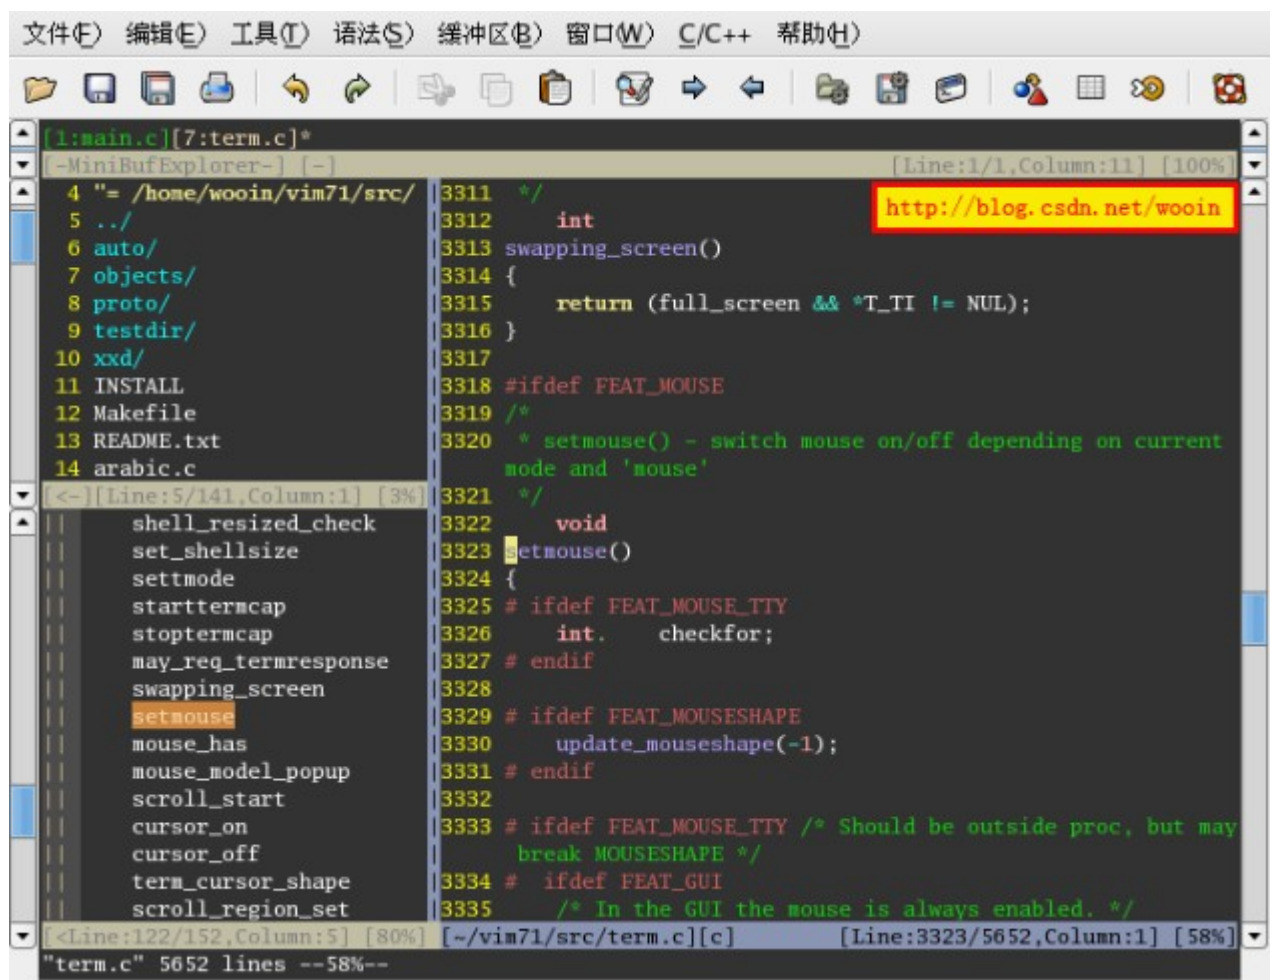 文件(F) 编辑(E) 工具(T) 语法(S) 缓冲区(B) 窗口(W) C/C++ 帮助(H)
[1:main.c][7:term.c]*
[-MiniBufExplorer-] [-] [Line:1/1,Column:11] [100%]
4 "= /home/wooin/vim71/src/
5 ../
6 auto/
7 objects/
8 proto/
9 testdir/
10 xxd/
11 INSTALL
12 Makefile
13 README.txt
14 arabic.c
[<-][Line:5/141,Column:1] [3%]
|| shell_resized_check
|| set_shellsize
|| settmode
|| starttermcap
|| stoptermcap
|| may_req_termresponse
|| swapping_screen
|| setmouse
|| mouse_has
|| mouse_model_popup
|| scroll_start
|| cursor_on
|| cursor_off
|| term_cursor_shape
|| scroll_region_set
[<Line:122/152,Column:5] [80%]
http://blog.csdn.net/wooin
3311 */
3312 int
3313 swapping_screen()
3314 {
3315 return (full_screen && *T_TI != NUL);
3316 }
3317
3318 #ifdef FEAT_MOUSE
3319 /*
3320 * setmouse() - switch mouse on/off depending on current
mode and 'mouse'
3321 */
3322 void
3323 setmouse()
3324 {
3325 # ifdef FEAT_MOUSE_TTY
3326 int. checkfor;
3327 # endif
3328
3329 # ifdef FEAT_MOUSESHAPE
3330 update_mouseshape(-1);
3331 # endif
3332
3333 # ifdef FEAT_MOUSE_TTY /* Should be outside proc, but may
break MOUSESHAPE */
3334 # ifdef FEAT_GUI
3335 /* In the GUI the mouse is always enabled. */
[~/vim71/src/term.c][c] [Line:3323/5652,Column:1] [58%]
"term.c" 5652 lines --58%--